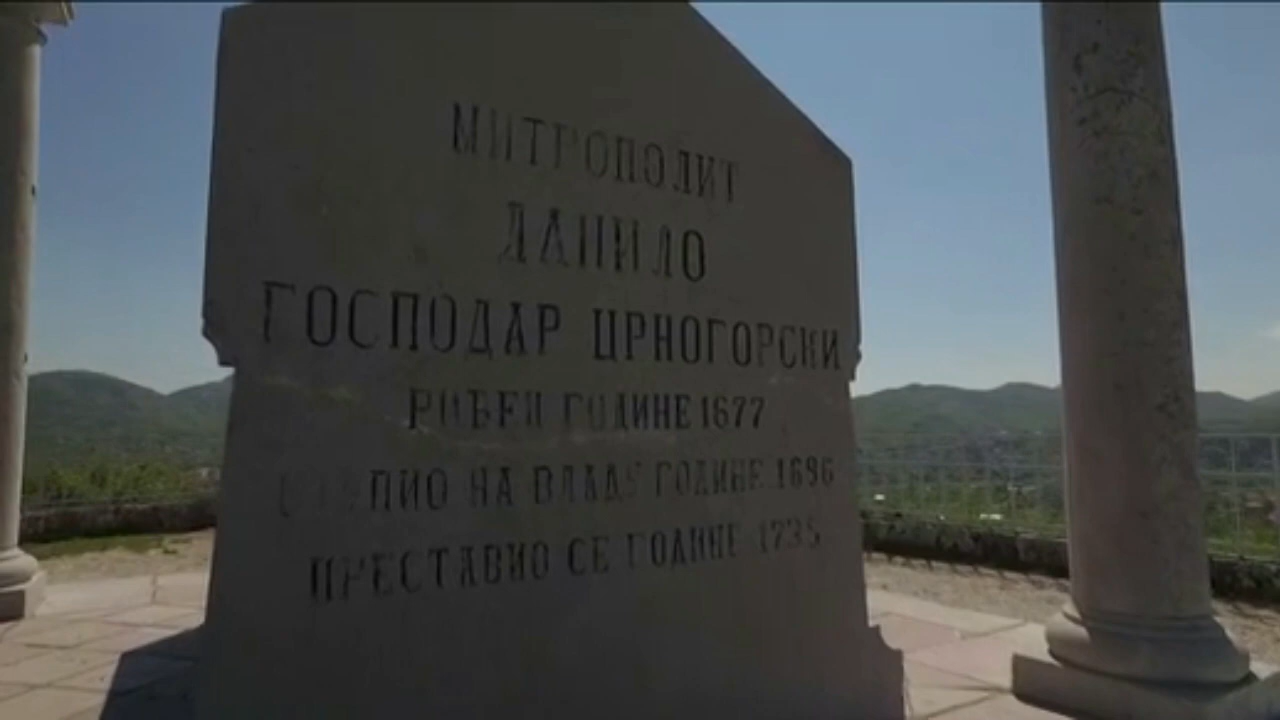 МИТРОПОЛИТ
ДАНИЛО
ГОСПОДАР ЦРНОГОРСКИ
РОЂЕН ГОДИНЕ 1677
НА ВЛАДУ ГОДИНЕ 1696
ПРЕСТАВИО СЕ ГОДИНЕ 1735